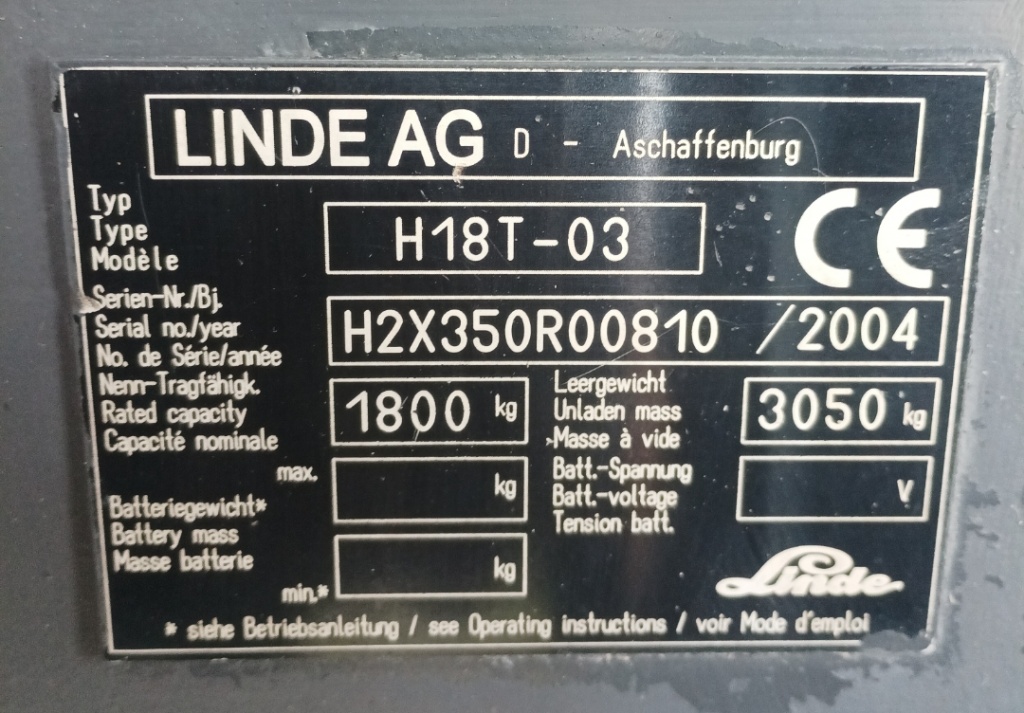 LINDE AG D - Aschaffenburg
Typ
Type
Modèle
H18T-03
CE
Serien-Nr./Bj.
Serial no./year
No. de Série/année
H2X350R00810 /2004
Nenn-Tragfähigk.
Rated capacity
Capacité nominale
1800 kg
Leergewicht
Unladen mass
Masse à vide
3050 kg
max.
kg
Batteriegewicht*
Battery mass
Masse batterie
min.*
kg
Batt.-Spannung
Batt.-voltage
Tension batt.
V
Linde
* siehe Betriebsanleitung / see Operating instructions / voir Mode d'emploi